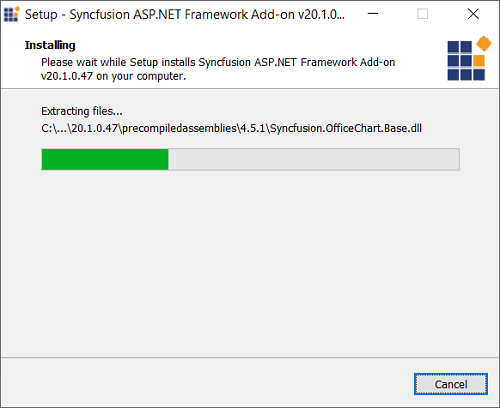 Setup - Syncfusion ASP.NET Framework Add-on v20.1.0...
Installing
Please wait while Setup installs Syncfusion ASP.NET Framework Add-on
v20.1.0.47 on your computer.
Extracting files...
C:\...\20.1.0.47\precompiledassemblies\4.5.1\Syncfusion.OfficeChart.Base.dll
Cancel